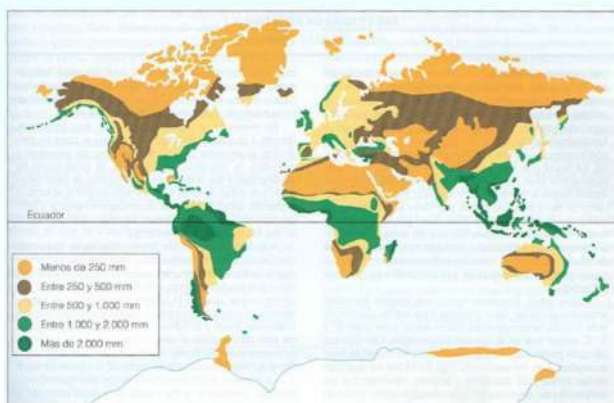 Ecuador
Menos de 250 mm
Entre 250 y 500 mm
Entre 500 y 1.000 mm
Entre 1.000 y 2.000 mm
Más de 2.000 mm